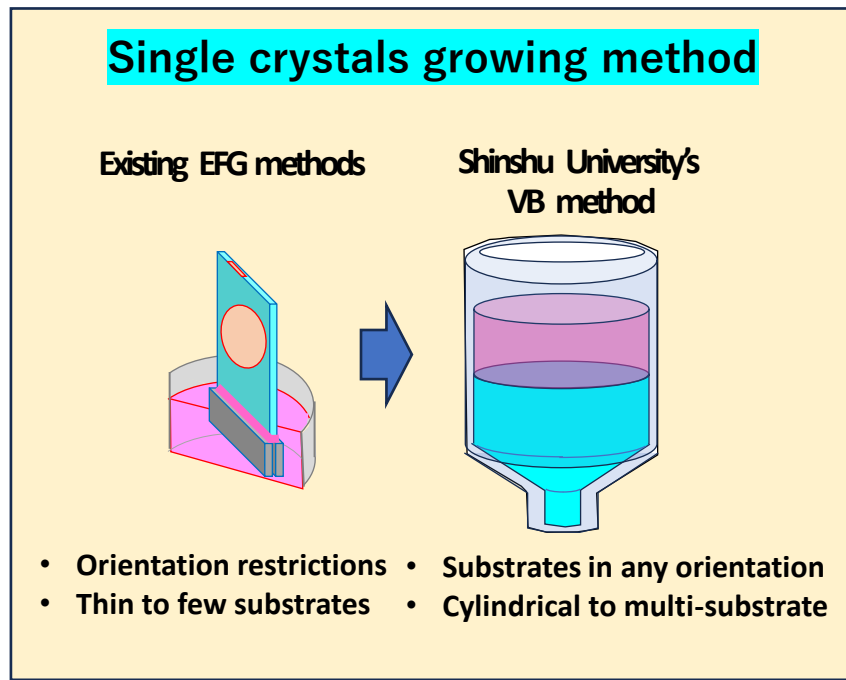 Single crystals growing method
Existing EFG methods
Shinshu University's
VB method
• Orientation restrictions
• Thin to few substrates
• Substrates in any orientation
• Cylindrical to multi-substrate